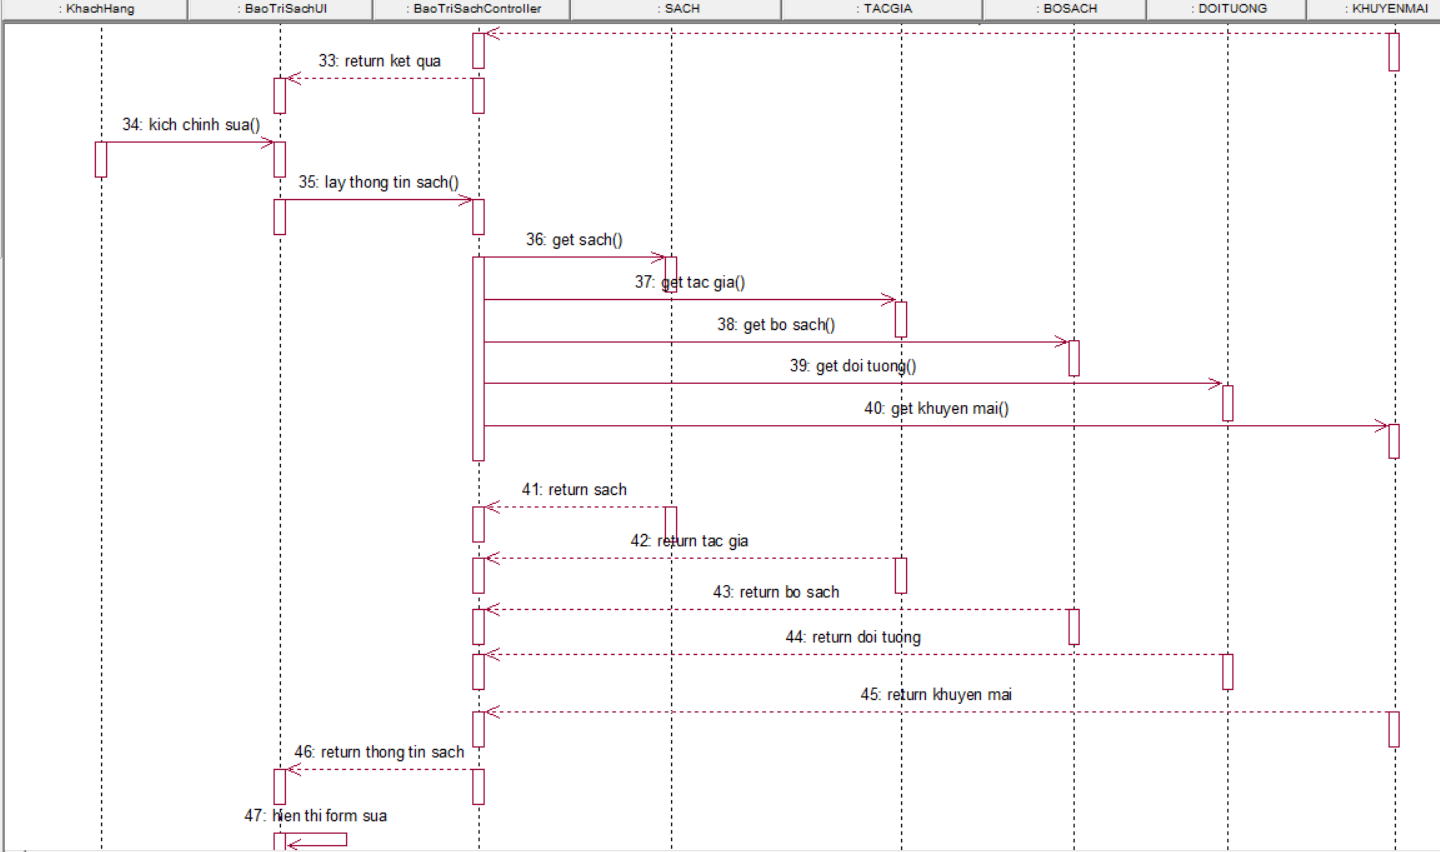 : KhachHang
: BaoTriSachUI
: BaoTriSachController
: SACH
: TACGIA
: BOSACH
: DOITUONG
: KHUYENMAI
33: return ket qua
34: kich chinh sua()
35: lay thong tin sach()
36: get sach()
37: get tac gia()
38: get bo sach()
39: get doi tuong()
40: get khuyen mai()
41: return sach
42: return tac gia
43: return bo sach
44: return doi tuong
45: return khuyen mai
46: return thong tin sach
47: hien thi form sua